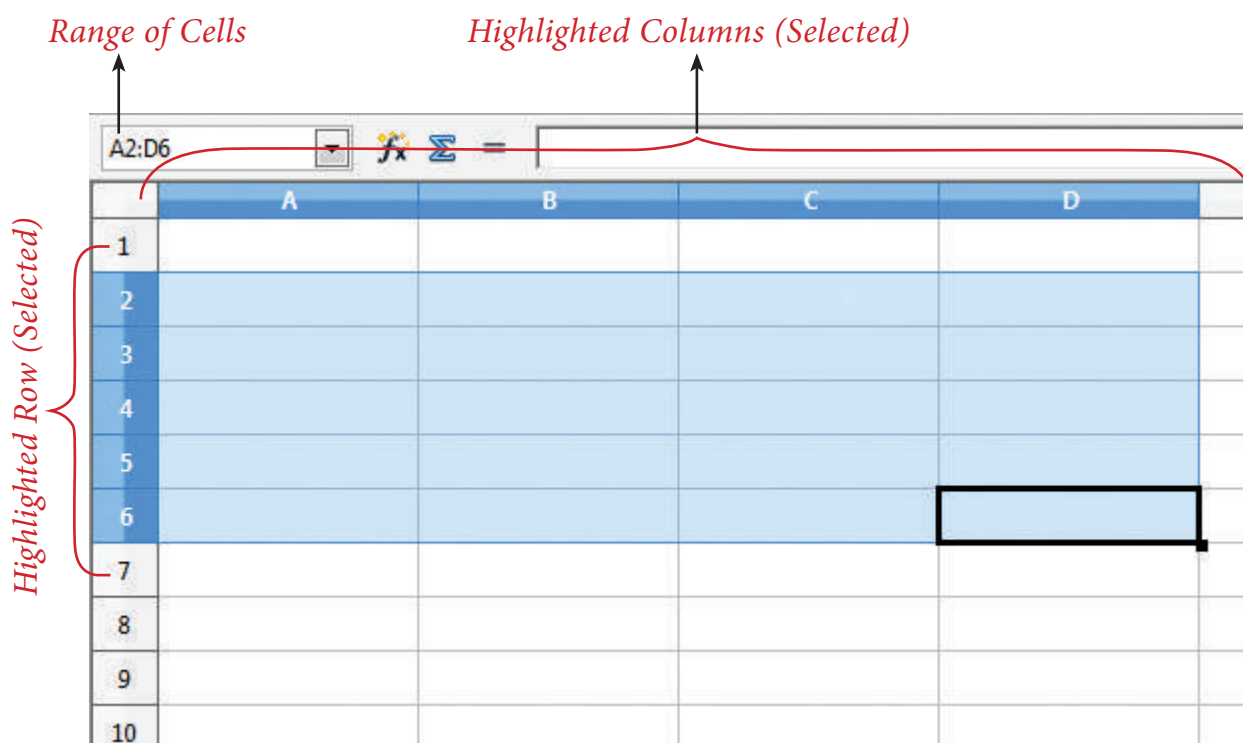 Range of Cells
Highlighted Columns (Selected)
A2:D6 fx Σ =
A B C D
Highlighted Row (Selected)
1
2
3
4
5
6
7
8
9
10